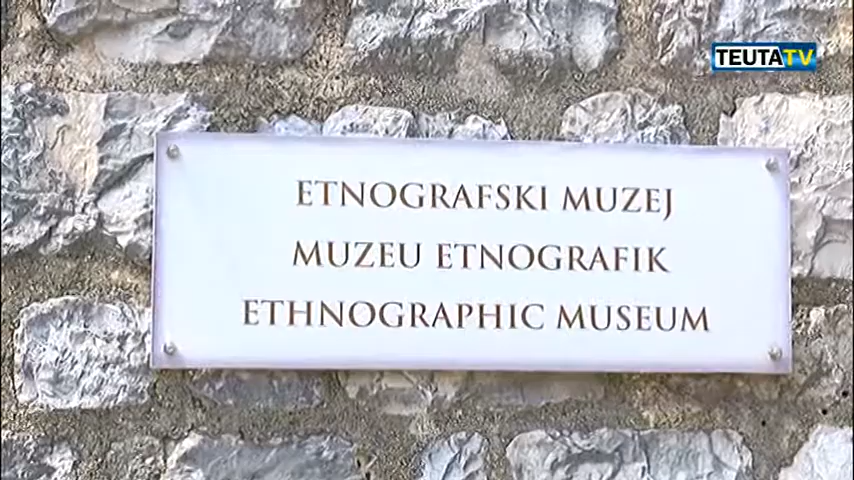 TEUTATV
ETNOGRAFSKI MUZEJ
MUZEU ETNOGRAFIK
ETHNOGRAPHIC MUSEUM